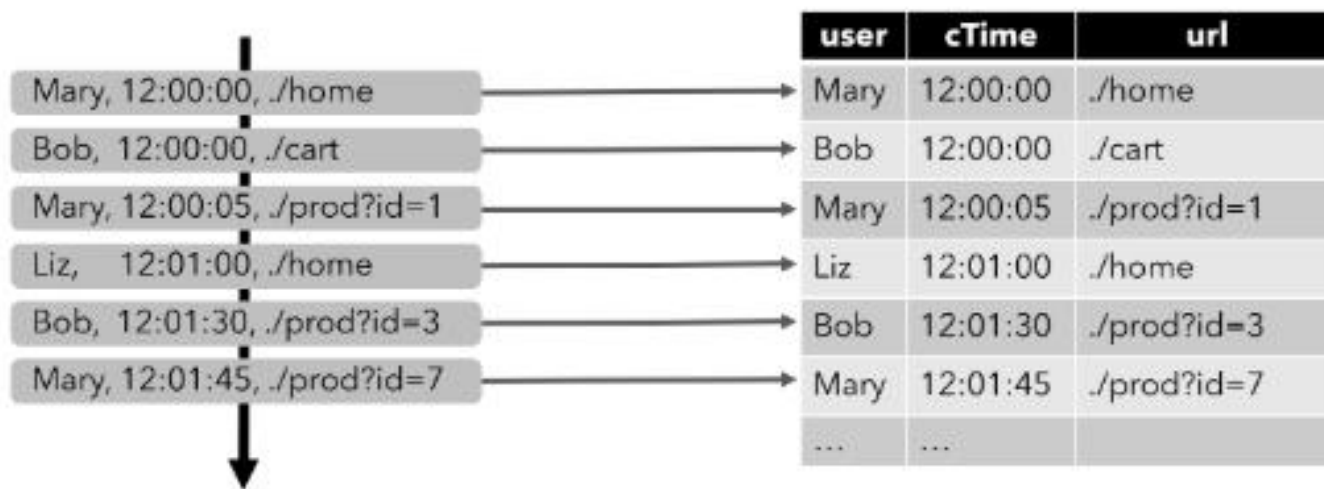 Mary, 12:00:00, ./home
Bob, 12:00:00, ./cart
Mary, 12:00:05, ./prod?id=1
Liz, 12:01:00, ./home
Bob, 12:01:30, ./prod?id=3
Mary, 12:01:45, ./prod?id=7
user cTime url
Mary 12:00:00 ./home
Bob 12:00:00 ./cart
Mary 12:00:05 ./prod?id=1
Liz 12:01:00 ./home
Bob 12:01:30 ./prod?id=3
Mary 12:01:45 ./prod?id=7
... ...